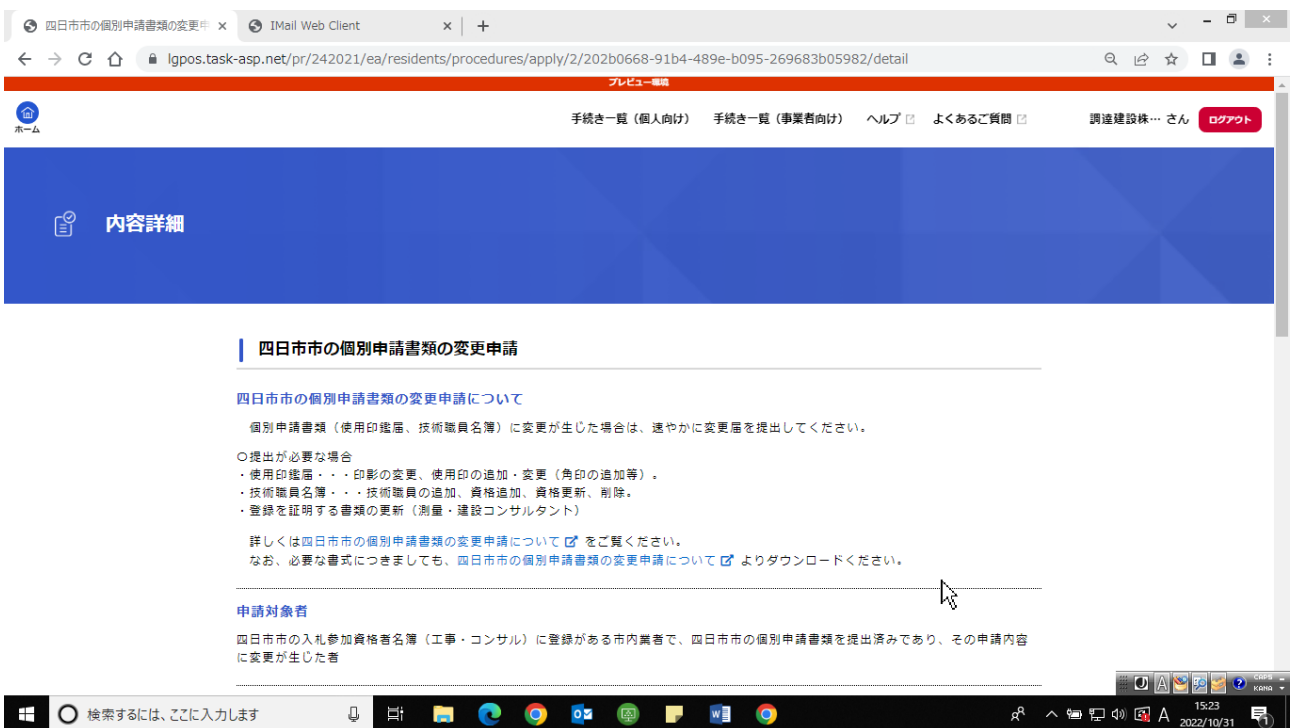 四日市市の個別申請書類の変更申
IMail Web Client
lgpos.task-asp.net/pr/242021/ea/residents/procedures/apply/2/202b0668-91b4-489e-b095-269683b05982/detail
プレビュー環境
ホーム
手続き一覧（個人向け） 手続き一覧（事業者向け） ヘルプ よくあるご質問 調達建設株… さん ログアウト
内容詳細
四日市市の個別申請書類の変更申請
四日市市の個別申請書類の変更申請について
個別申請書類（使用印鑑届、技術職員名簿）に変更が生じた場合は、速やかに変更届を提出してください。
○提出が必要な場合
・使用印鑑届・・・印影の変更、使用印の追加・変更（角印の追加等）。
・技術職員名簿・・・技術職員の追加、資格追加、資格更新、削除。
・登録を証明する書類の更新（測量・建設コンサルタント）
詳しくは四日市市の個別申請書類の変更申請について をご覧ください。
なお、必要な書式につきましても、四日市市の個別申請書類の変更申請について よりダウンロードください。
申請対象者
四日市市の入札参加資格者名簿（工事・コンサル）に登録がある市内業者で、四日市市の個別申請書類を提出済みであり、その申請内容
に変更が生じた者
A
CAPS
KANA
検索するには、ここに入力します
A
15:23
2022/10/31